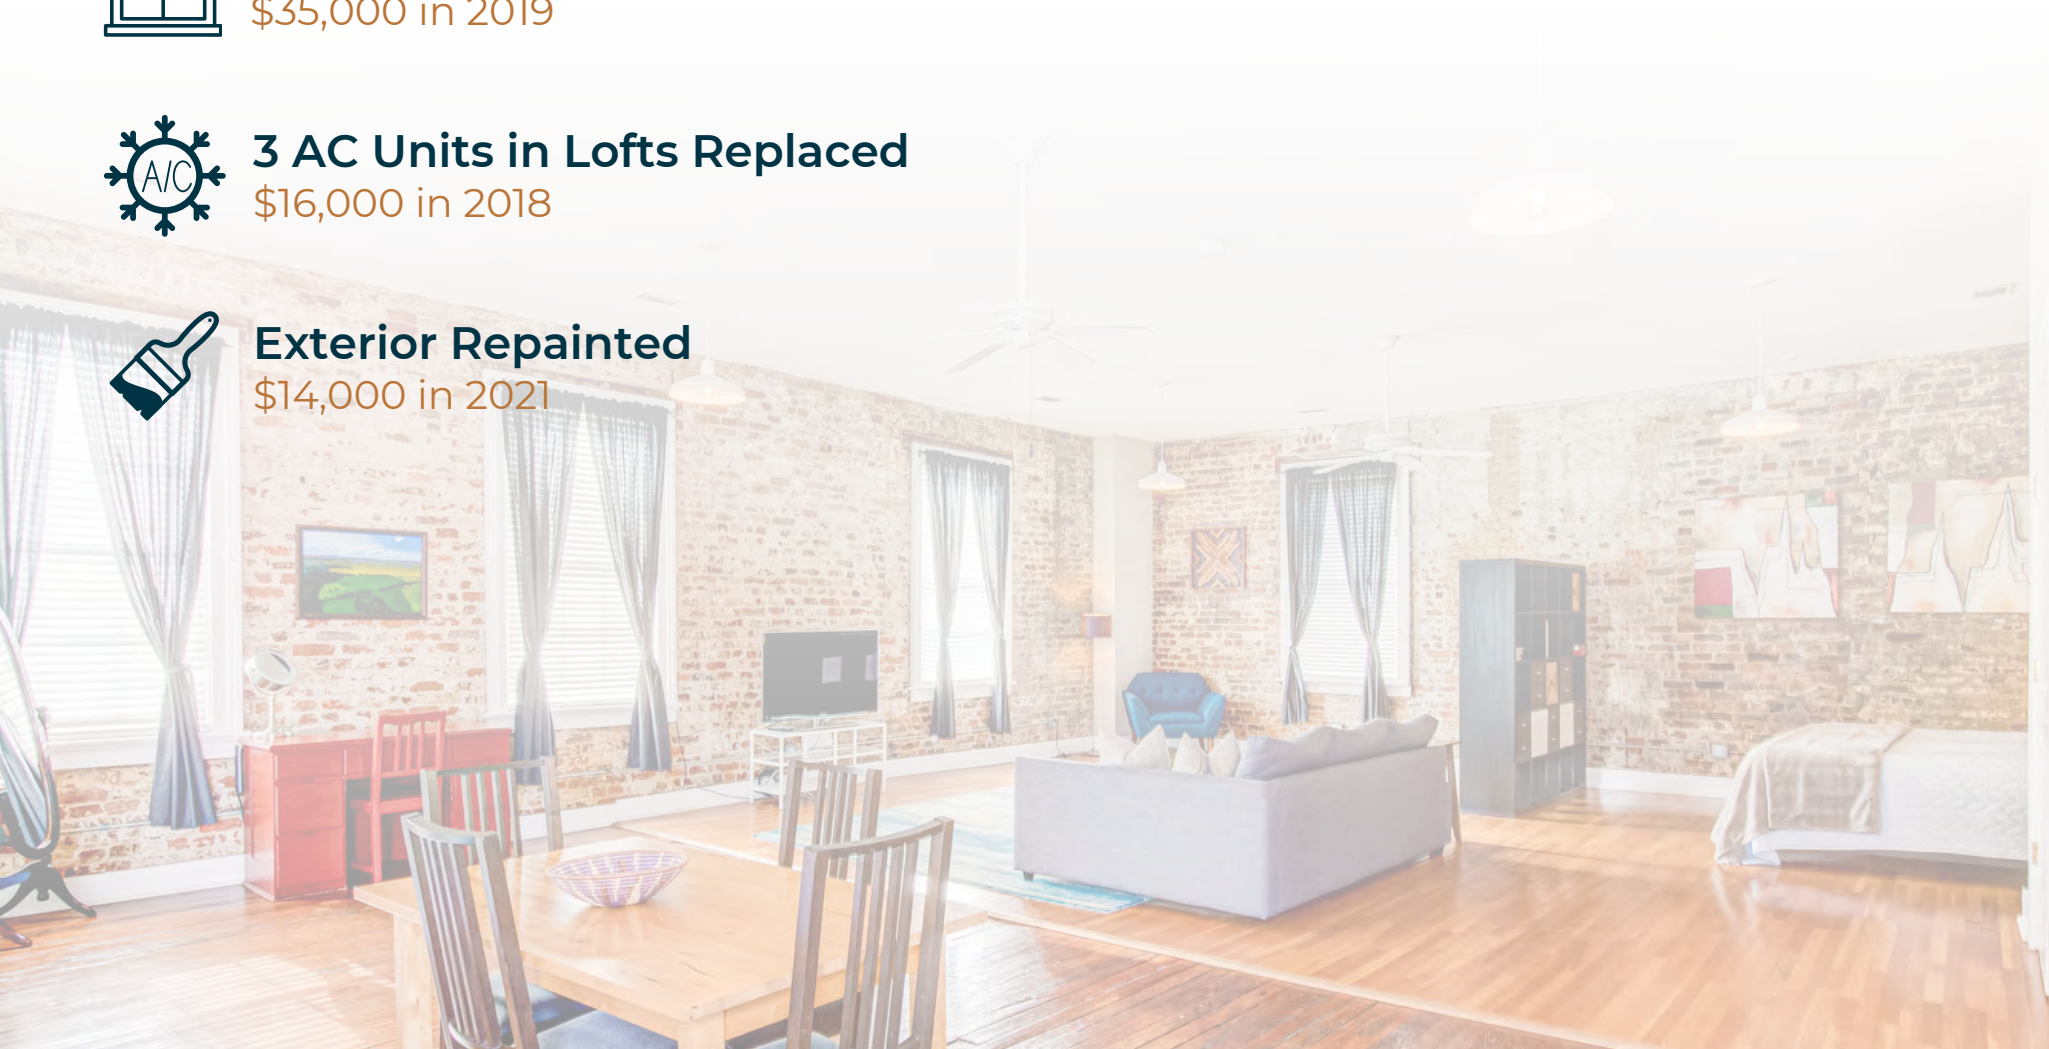 $35,000 in 2019
A/C
3 AC Units in Lofts Replaced
$16,000 in 2018
Exterior Repainted
$14,000 in 2021